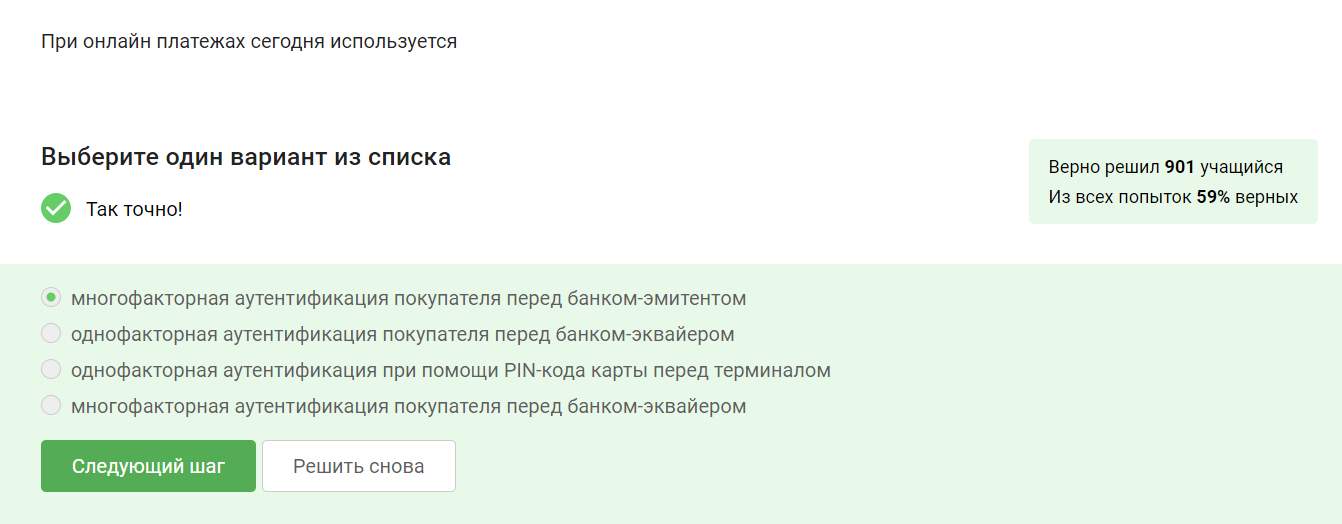 При онлайн платежах сегодня используется
Выберите один вариант из списка
Так точно!
Верно решил 901 учащийся
Из всех попыток 59% верных
многофакторная аутентификация покупателя перед банком-эмитентом
однофакторная аутентификация покупателя перед банком-эквайером
однофакторная аутентификация при помощи PIN-кода карты перед терминалом
многофакторная аутентификация покупателя перед банком-эквайером
Следующий шаг
Решить снова